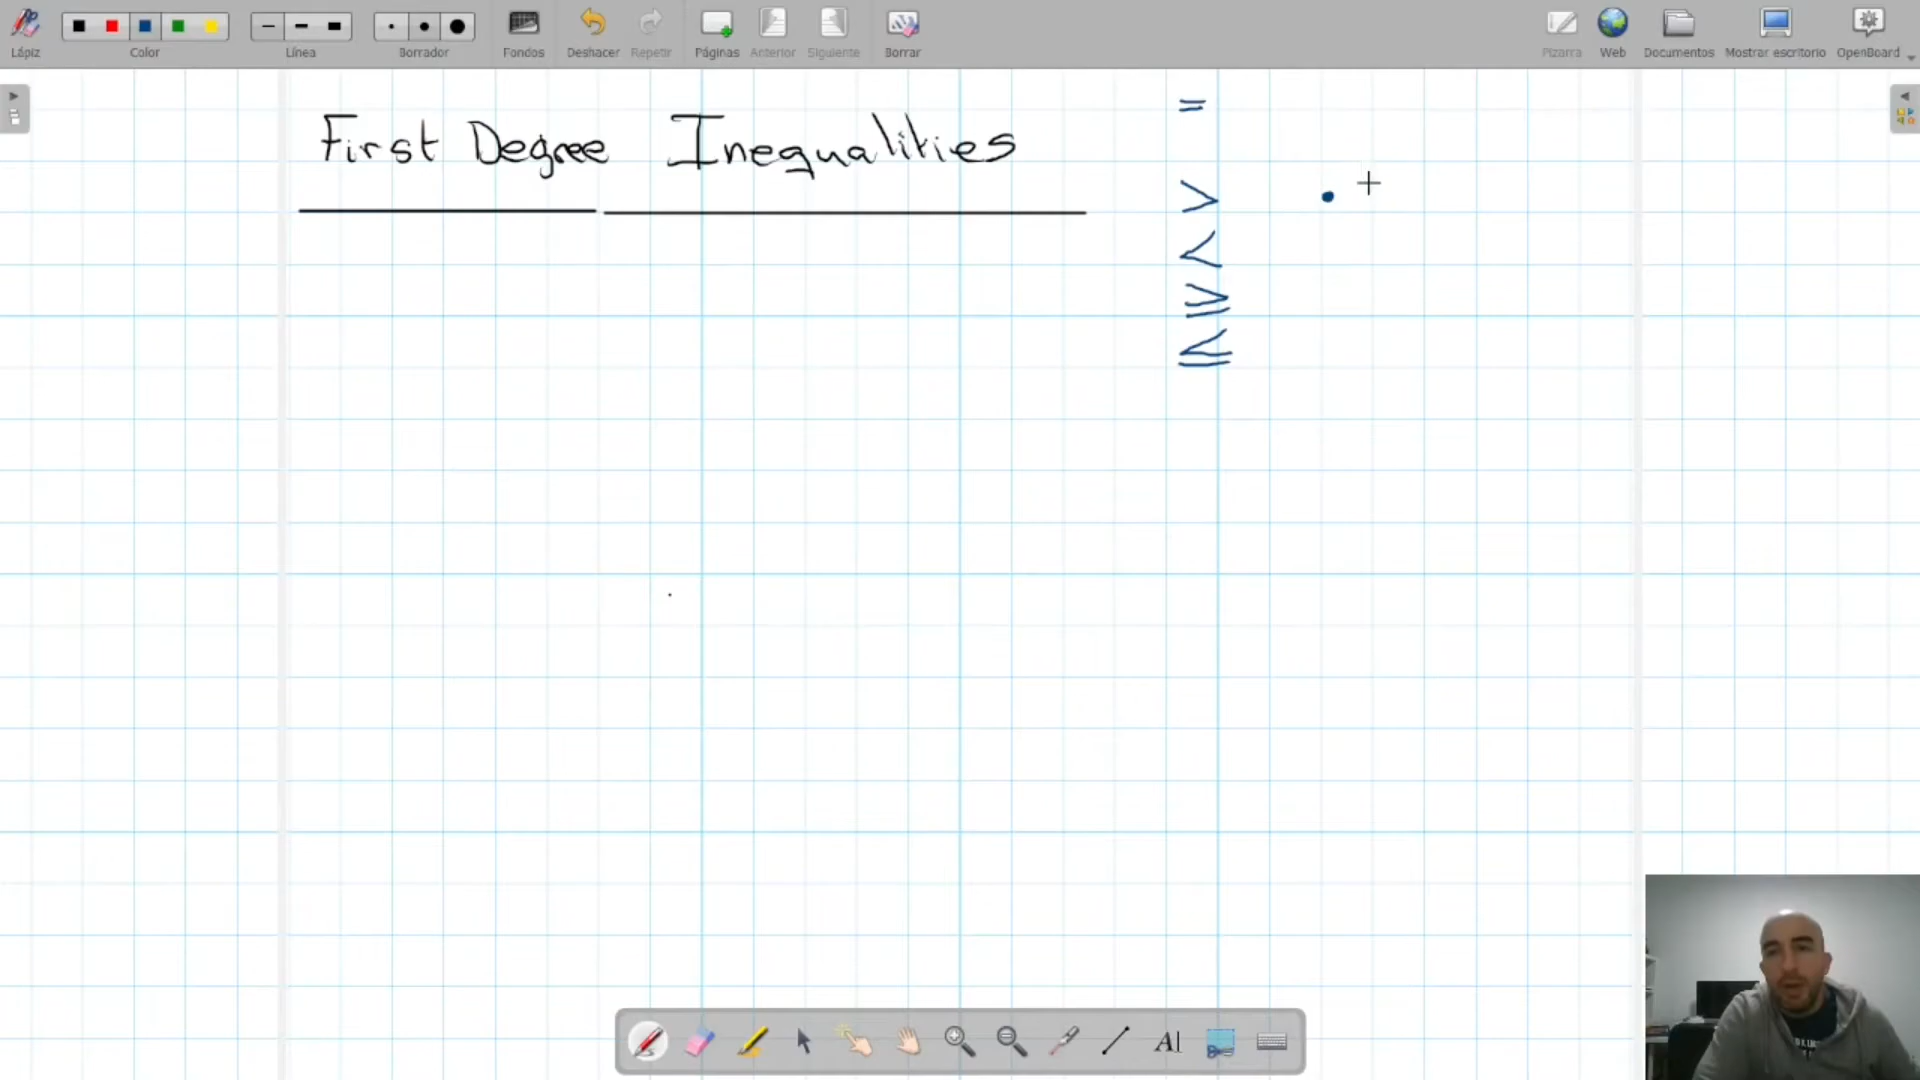 Lápiz Color Línea Borrador Fondos Deshacer Repetir Páginas Anterior Siguiente Borrar Pizarra Web Documentos Mostrar escritorio OpenBoard
First Degree Inequalities
=
>
<
≥
≤
AI